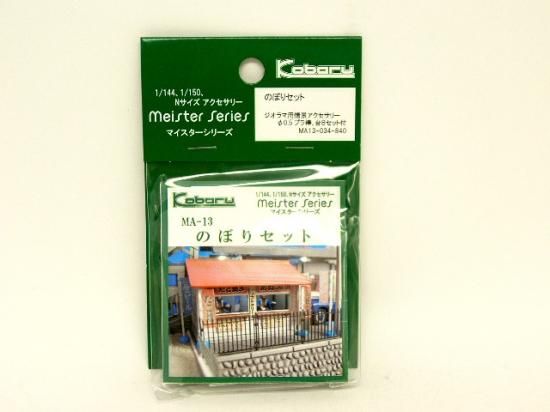 1/144、1/150、
Nサイズ アクセサリー
Meister Series
マイスターシリーズ
Kobaru
のぼりセット
ジオラマ用情景アクセサリー
φ0.5プラ棒、台8セット付
MA13-034-840
Kobaru
1/144,1/150,Nサイズ アクセサリー
Meister Series
マイスターシリーズ
MA-13
のぼりセット